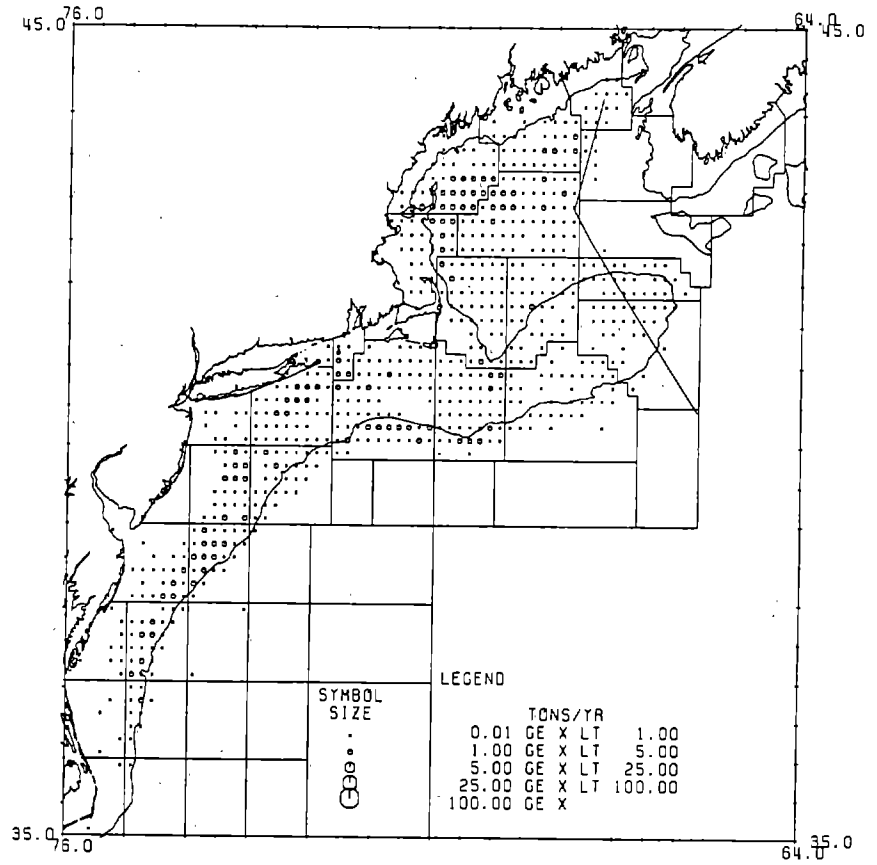 76.0
64.0
45.0
45.0
LEGEND
SYMBOL
SIZE
TONS/YR
0.01 GE X LT 1.00
1.00 GE X LT 5.00
5.00 GE X LT 25.00
25.00 GE X LT 100.00
100.00 GE X
35.0
76.0
35.0
64.0